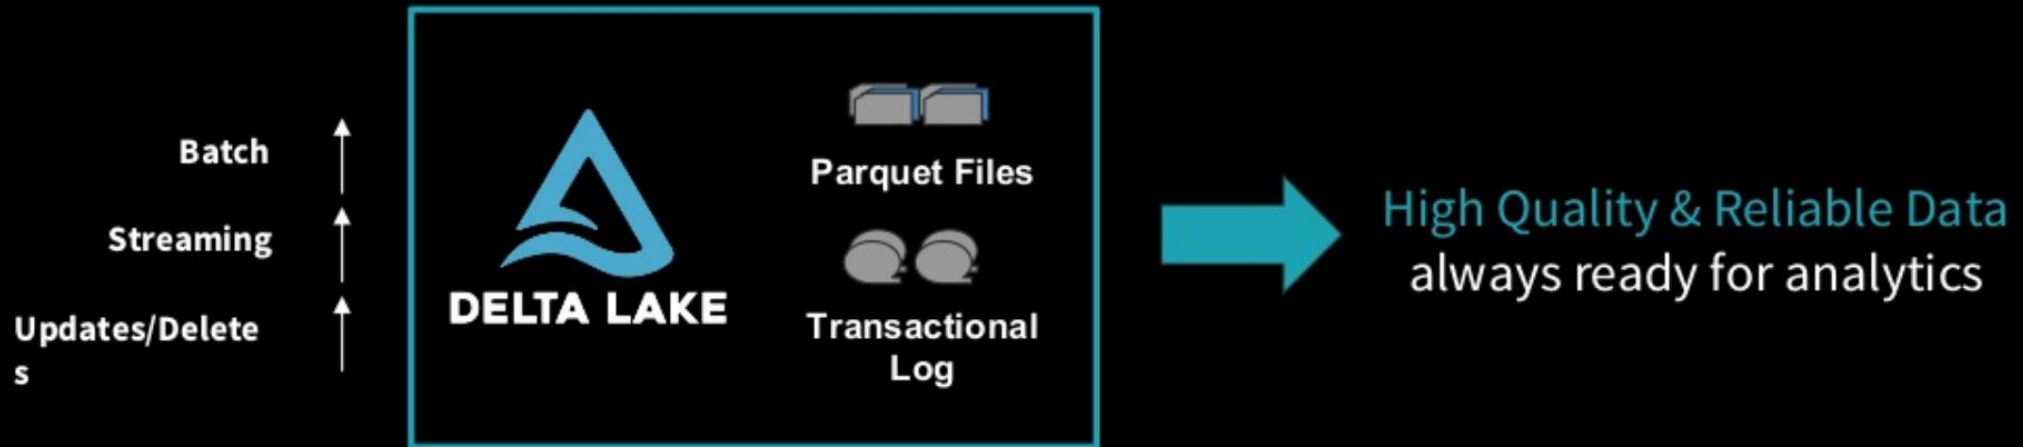 Batch
Streaming
Updates/Delete
s
DELTA LAKE
Parquet Files
Transactional
Log
High Quality & Reliable Data
always ready for analytics